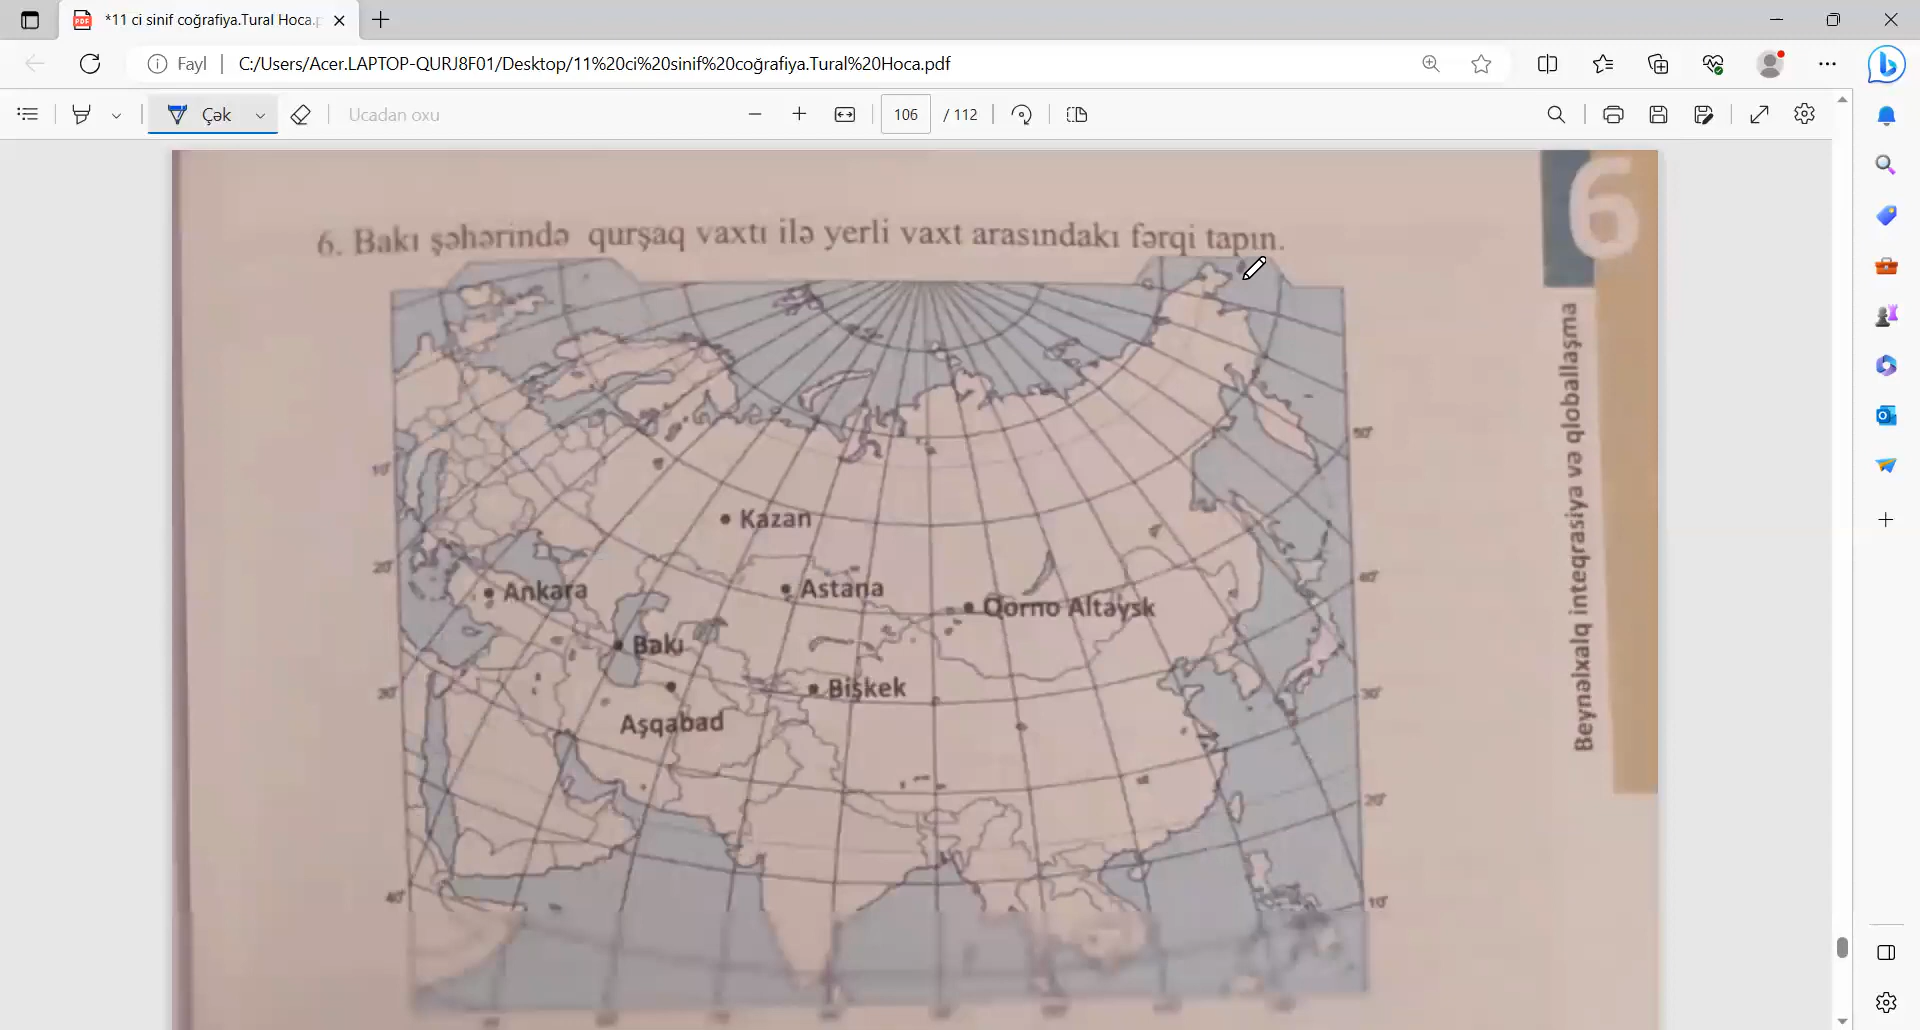 *11 ci sinif coğrafiya.Tural Hoca.p
Fayl
C:/Users/Acer.LAPTOP-QURJ8F01/Desktop/11%20ci%20sinif%20coğrafiya.Tural%20Hoca.pdf
Çək
Ucadan oxu
106
/ 112
6
6. Bakı şəhərində qurşaq vaxtı ilə yerli vaxt arasındakı fərqi tapın.
Beynəlxalq inteqrasiya və qloballaşma
10°
50°
Kazan
20°
Ankara
Astana
40°
Qorno Altaysk
Bakı
30°
Bişkek
30°
Aşqabad
20°
40°
10°